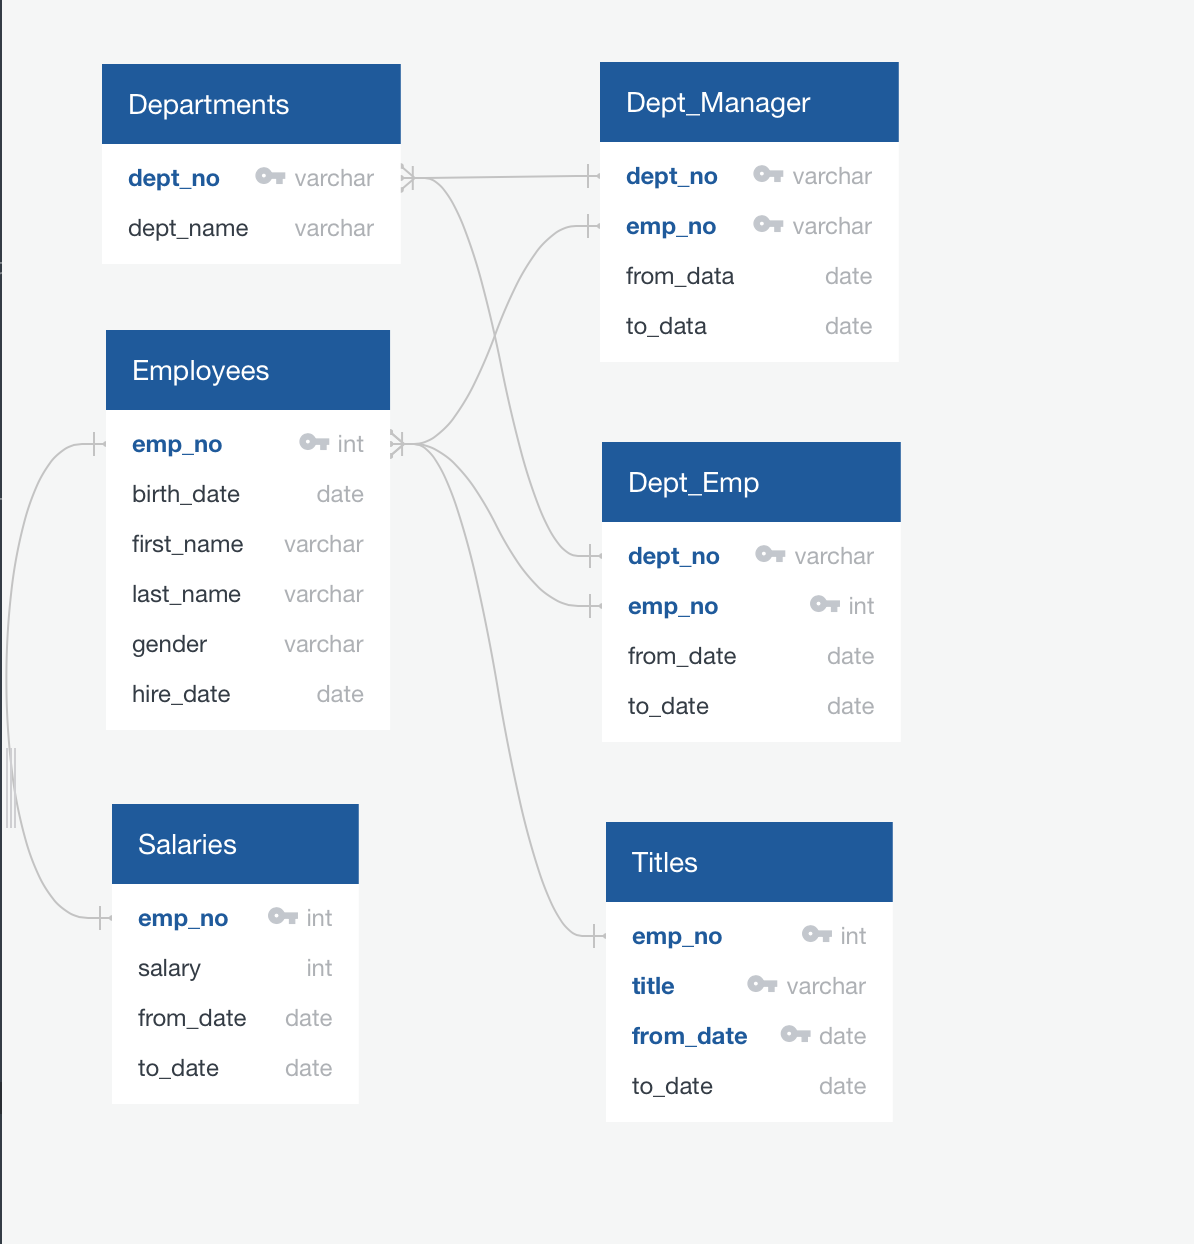 Departments
dept_no varchar
dept_name varchar
Employees
emp_no int
birth_date date
first_name varchar
last_name varchar
gender varchar
hire_date date
Salaries
emp_no int
salary int
from_date date
to_date date
Dept_Manager
dept_no varchar
emp_no varchar
from_data date
to_data date
Dept_Emp
dept_no varchar
emp_no int
from_date date
to_date date
Titles
emp_no int
title varchar
from_date date
to_date date